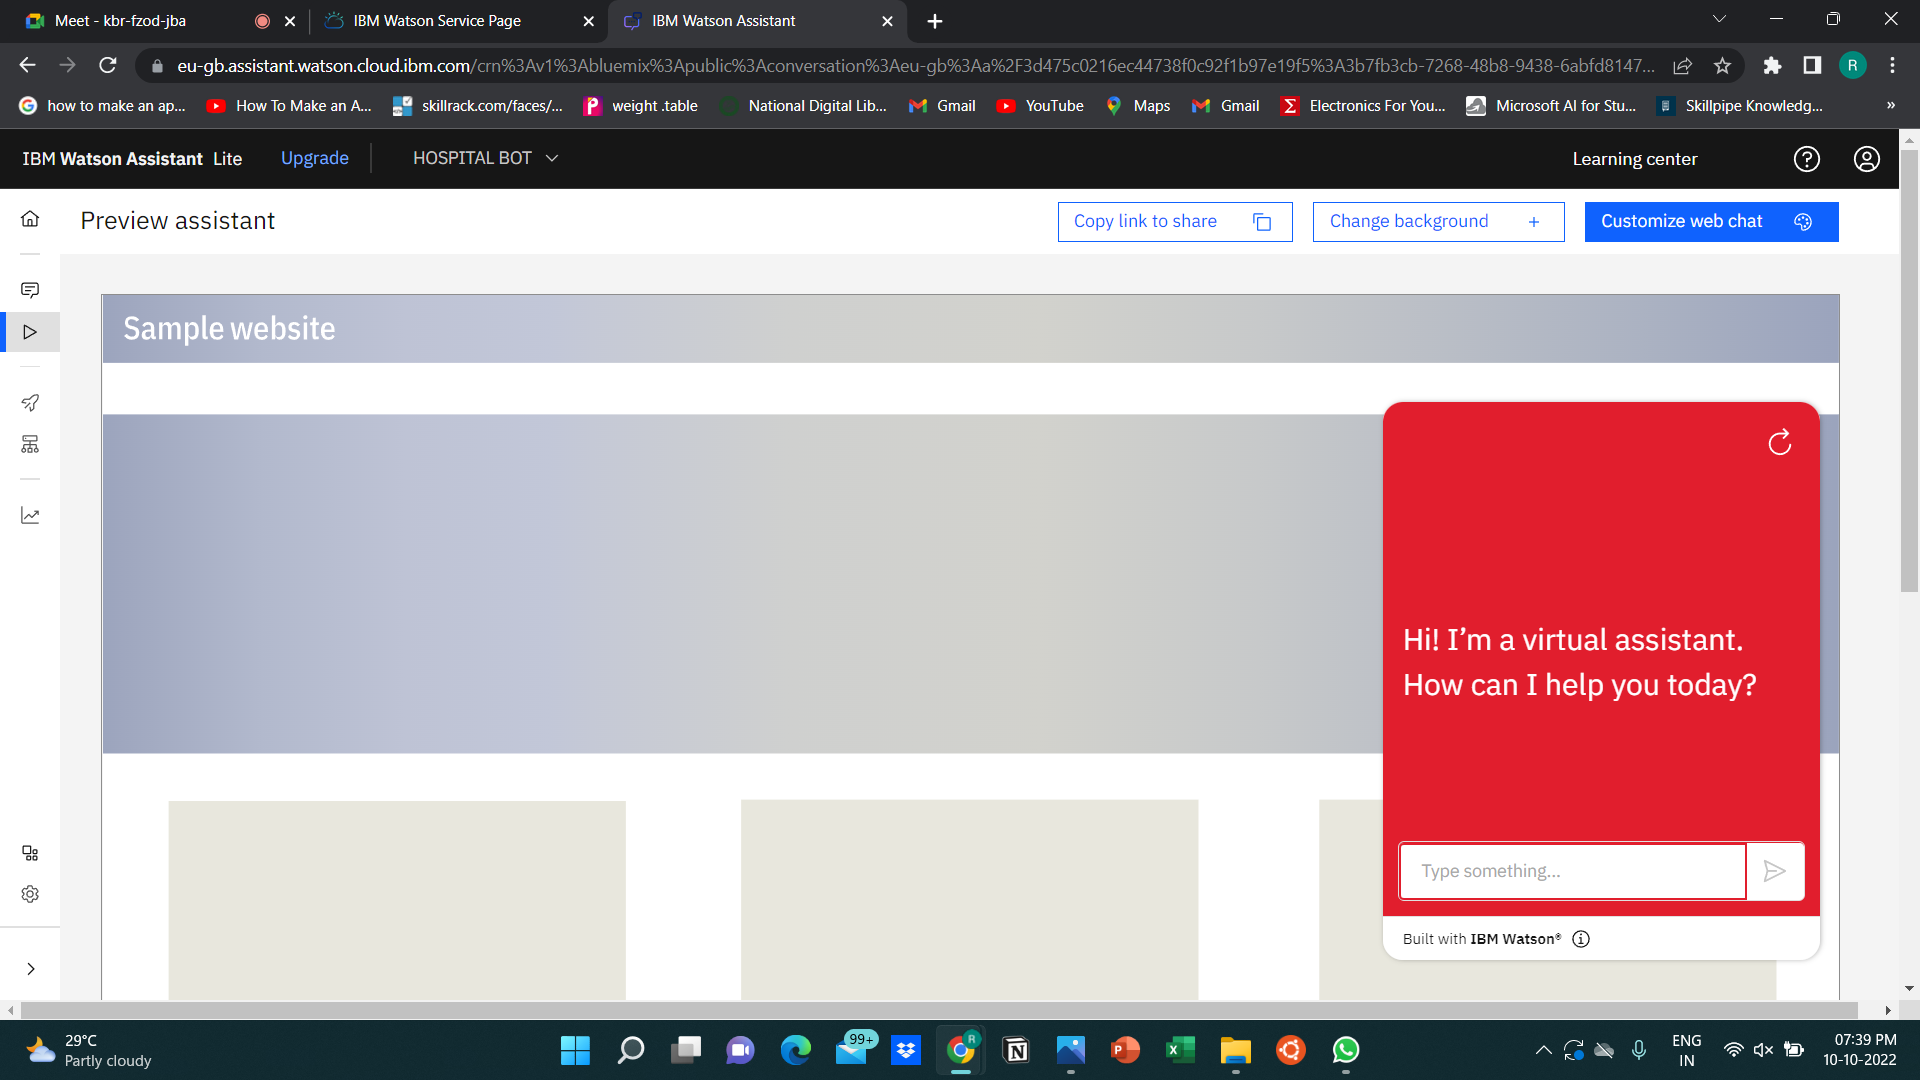 Meet - kbr-fzod-jba
IBM Watson Service Page
IBM Watson Assistant
eu-gb.assistant.watson.cloud.ibm.com/crn%3Av1%3Abluemix%3Apublic%3Aconversation%3Aeu-gb%3Aa%2F3d475c0216ec44738f0c92f1b97e19f5%3A3b7fb3cb-7268-48b8-9438-6abfd8147...
R
how to make an ap...
How To Make an A...
skillrack.com/faces/...
weight .table
National Digital Lib...
Gmail
YouTube
Maps
Gmail
Electronics For You...
Microsoft AI for Stu...
Skillpipe Knowledg...
»
IBM Watson Assistant Lite
Upgrade
HOSPITAL BOT
Learning center
Preview assistant
Copy link to share
Change background +
Customize web chat
Sample website
Hi! I'm a virtual assistant.
How can I help you today?
Type something...
Built with IBM Watson®
29°C
Partly cloudy
99+
R
ENG
IN
07:39 PM
10-10-2022